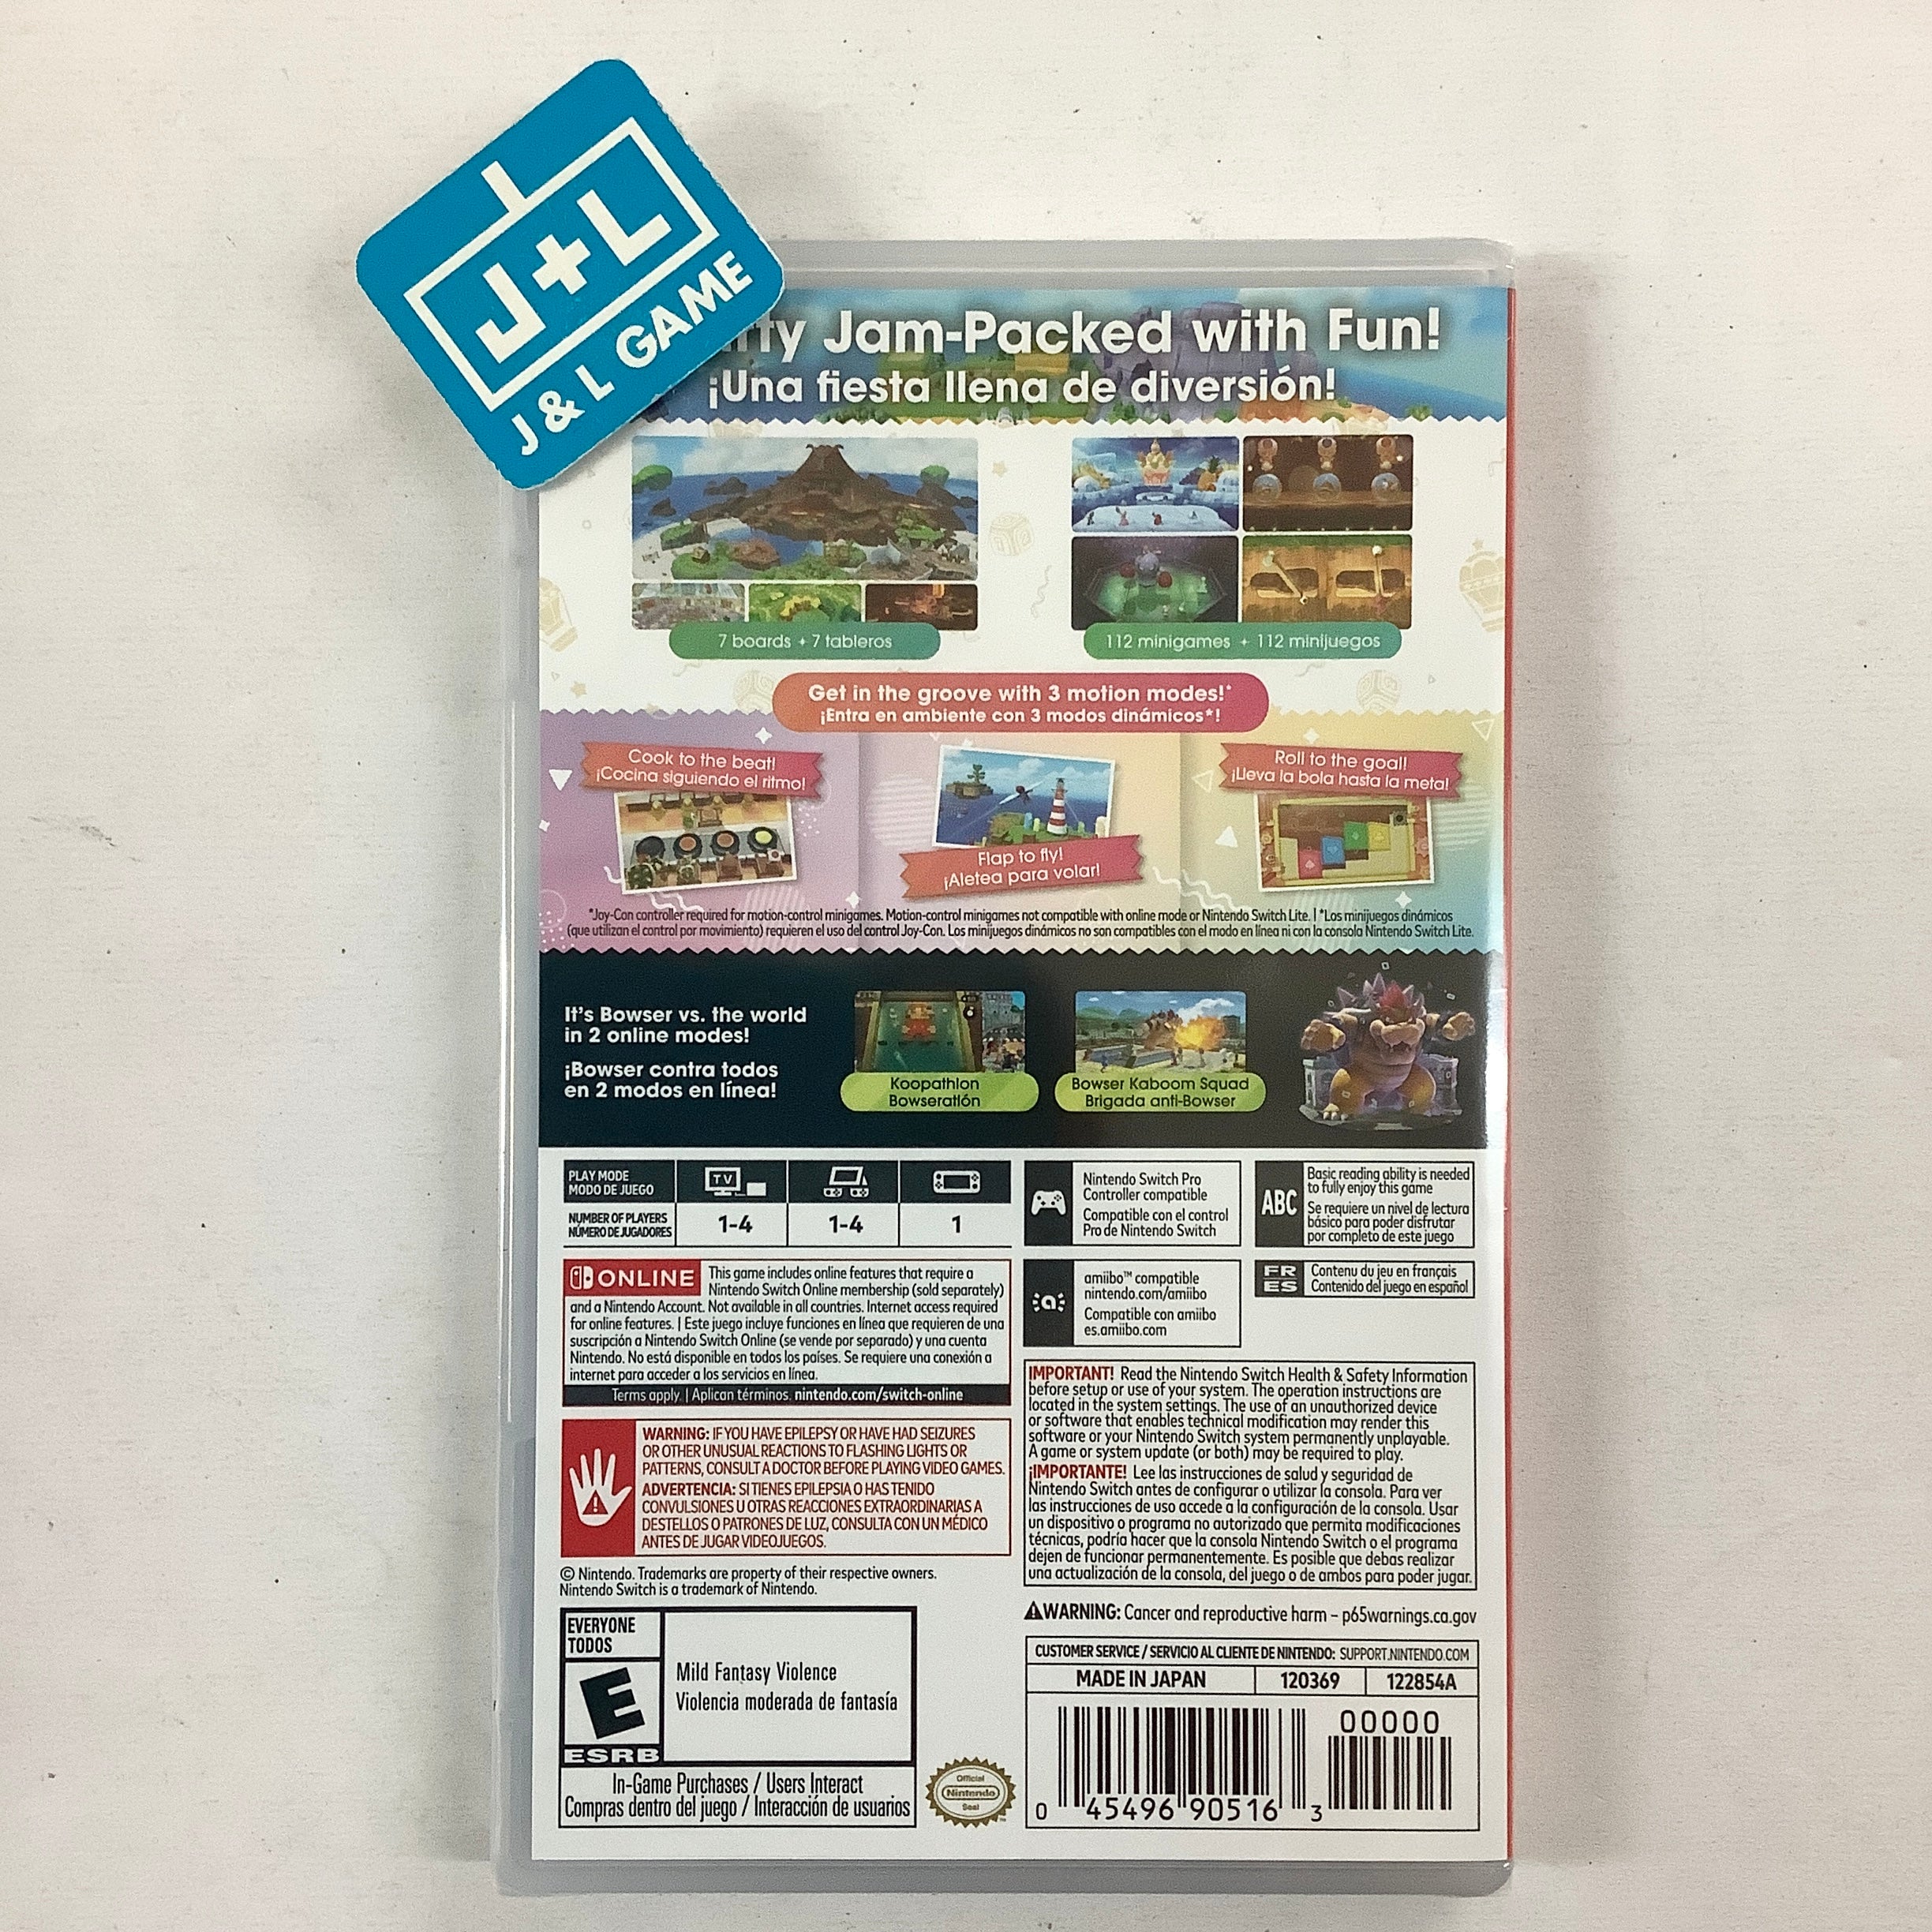 J+L
J & L GAME
Jam-Packed with Fun!
¡Una fiesta llena de diversión!
7 boards + 7 tableros
112 minigames + 112 minijuegos
Get in the groove with 3 motion modes!*
¡Entra en ambiente con 3 modos dinámicos*!
Cook to the beat!
¡Cocina siguiendo el ritmo!
Flap to fly!
¡Aletea para volar!
Roll to the goal!
¡Lleva la bola hasta la meta!
*Joy-Con controller required for motion-control minigames. Motion-control minigames not compatible with online mode or Nintendo Switch Lite. | *Los minijuegos dinámicos
(que utilizan el control por movimiento) requieren el uso del control Joy-Con. Los minijuegos dinámicos no son compatibles con el modo en línea ni con la consola Nintendo Switch Lite.
It's Bowser vs. the world
in 2 online modes!
¡Bowser contra todos
en 2 modos en línea!
Koopathlon
Bowseratlón
Bowser Kaboom Squad
Brigada anti-Bowser
PLAY MODE
MODO DE JUEGO
TV
NUMBER OF PLAYERS
NÚMERO DE JUGADORES
1-4
1-4
1
Nintendo Switch Pro
Controller compatible
Compatible con el control
Pro de Nintendo Switch
ABC
Basic reading ability is needed
to fully enjoy this game
Se requiere un nivel de lectura
básico para poder disfrutar
por completo de este juego
ONLINE
This game includes online features that require a
Nintendo Switch Online membership (sold separately)
and a Nintendo Account. Not available in all countries. Internet access required
for online features. | Este juego incluye funciones en línea que requieren de una
suscripción a Nintendo Switch Online (se vende por separado) y una cuenta
Nintendo. No está disponible en todos los países. Se requiere una conexión a
internet para acceder a los servicios en línea.
Terms apply. | Aplican términos. nintendo.com/switch-online
amiibo™ compatible
nintendo.com/amiibo
Compatible con amiibo
es.amiibo.com
FR
ES
Contenu du jeu en français
Contenido del juego en español
WARNING: IF YOU HAVE EPILEPSY OR HAVE HAD SEIZURES
OR OTHER UNUSUAL REACTIONS TO FLASHING LIGHTS OR
PATTERNS, CONSULT A DOCTOR BEFORE PLAYING VIDEO GAMES.
ADVERTENCIA: SI TIENES EPILEPSIA O HAS TENIDO
CONVULSIONES U OTRAS REACCIONES EXTRAORDINARIAS A
DESTELLOS O PATRONES DE LUZ, CONSULTA CON UN MÉDICO
ANTES DE JUGAR VIDEOJUEGOS.
IMPORTANT! Read the Nintendo Switch Health & Safety Information
before setup or use of your system. The operation instructions are
located in the system settings. The use of an unauthorized device
or software that enables technical modification may render this
software or your Nintendo Switch system permanently unplayable.
A game or system update (or both) may be required to play.
¡IMPORTANTE! Lee las instrucciones de salud y seguridad de
Nintendo Switch antes de configurar o utilizar la consola. Para ver
las instrucciones de uso accede a la configuración de la consola. Usar
un dispositivo o programa no autorizado que permita modificaciones
técnicas, podría hacer que la consola Nintendo Switch o el programa
dejen de funcionar permanentemente. Es posible que debas realizar
una actualización de la consola, del juego o de ambos para poder jugar.
© Nintendo. Trademarks are property of their respective owners.
Nintendo Switch is a trademark of Nintendo.
WARNING: Cancer and reproductive harm – p65warnings.ca.gov
EVERYONE
TODOS
E
ESRB
Mild Fantasy Violence
Violencia moderada de fantasía
In-Game Purchases / Users Interact
Compras dentro del juego / Interacción de usuarios
Official
Nintendo
Seal
CUSTOMER SERVICE / SERVICIO AL CLIENTE DE NINTENDO: SUPPORT.NINTENDO.COM
MADE IN JAPAN 120369 122854A
00000
0 45496 90516 3